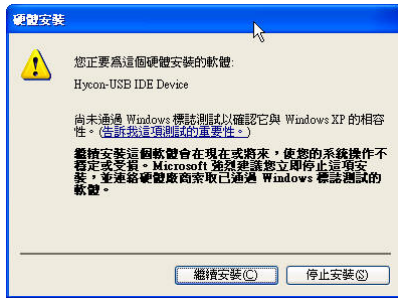 硬體安裝
您正要為這個硬體安裝的軟體:
Hycon-USB IDE Device
尚未通過 Windows 標誌測試以確認它與 Windows XP 的相容
性。(告訴我這項測試的重要性。)
繼續安裝這個軟體會在現在或將來，使您的系統操作不
穩定或受損。Microsoft 強烈建議您立即停止這項安
裝，並連絡硬體廠商索取已通過 Windows 標誌測試的
軟體。
繼續安裝(C)
停止安裝(S)